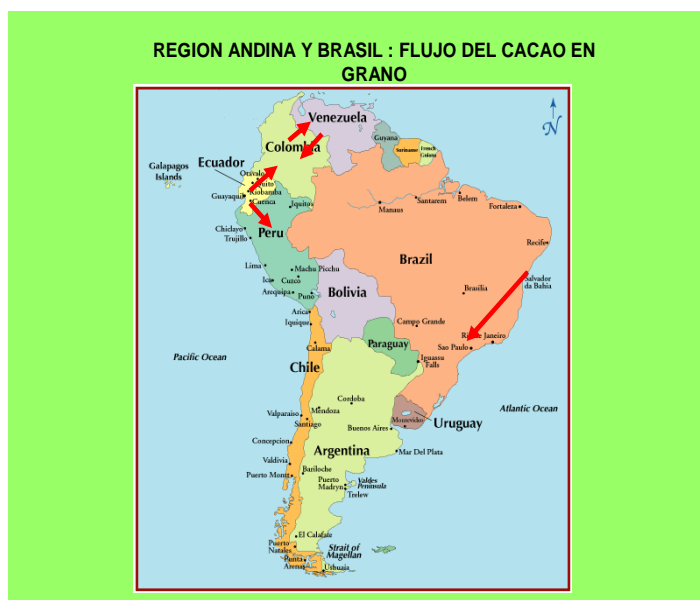 REGION ANDINA Y BRASIL : FLUJO DEL CACAO EN
GRANO
Venezuela
N
Guyana
Suriname
French
Guiana
Colombia
Ecuador
Galapagos
Islands
Otavalo
Quito
Riobamba
Guayaquil
Cuenca
Iquitos
Manaus
Santarem
Belem
Fortaleza
Chiclayo
Trujillo
Peru
Recife
Brazil
Lima
Machu Picchu
Ica
Cuzco
Arequipa
Puno
Bolivia
Brasilia
Salvador
da Bahia
Arica
Iquique
Campo Grande
Calama
Paraguay
Sao Paulo
Rio de Janeiro
Iguassu
Falls
Pacific Ocean
Chile
Cordoba
Atlantic Ocean
Valparaiso
Mendoza
Santiago
Montevideo
Uruguay
Buenos Aires
Concepcion
Argentina
Mar Del Plata
Valdivia
Bariloche
Puerto Montt
Puerto
Madryn
Valdes
Peninsula
Trelew
El Calafate
Puerto
Natales
Strait of
Magellan
Punta
Arenas
Ushuaia